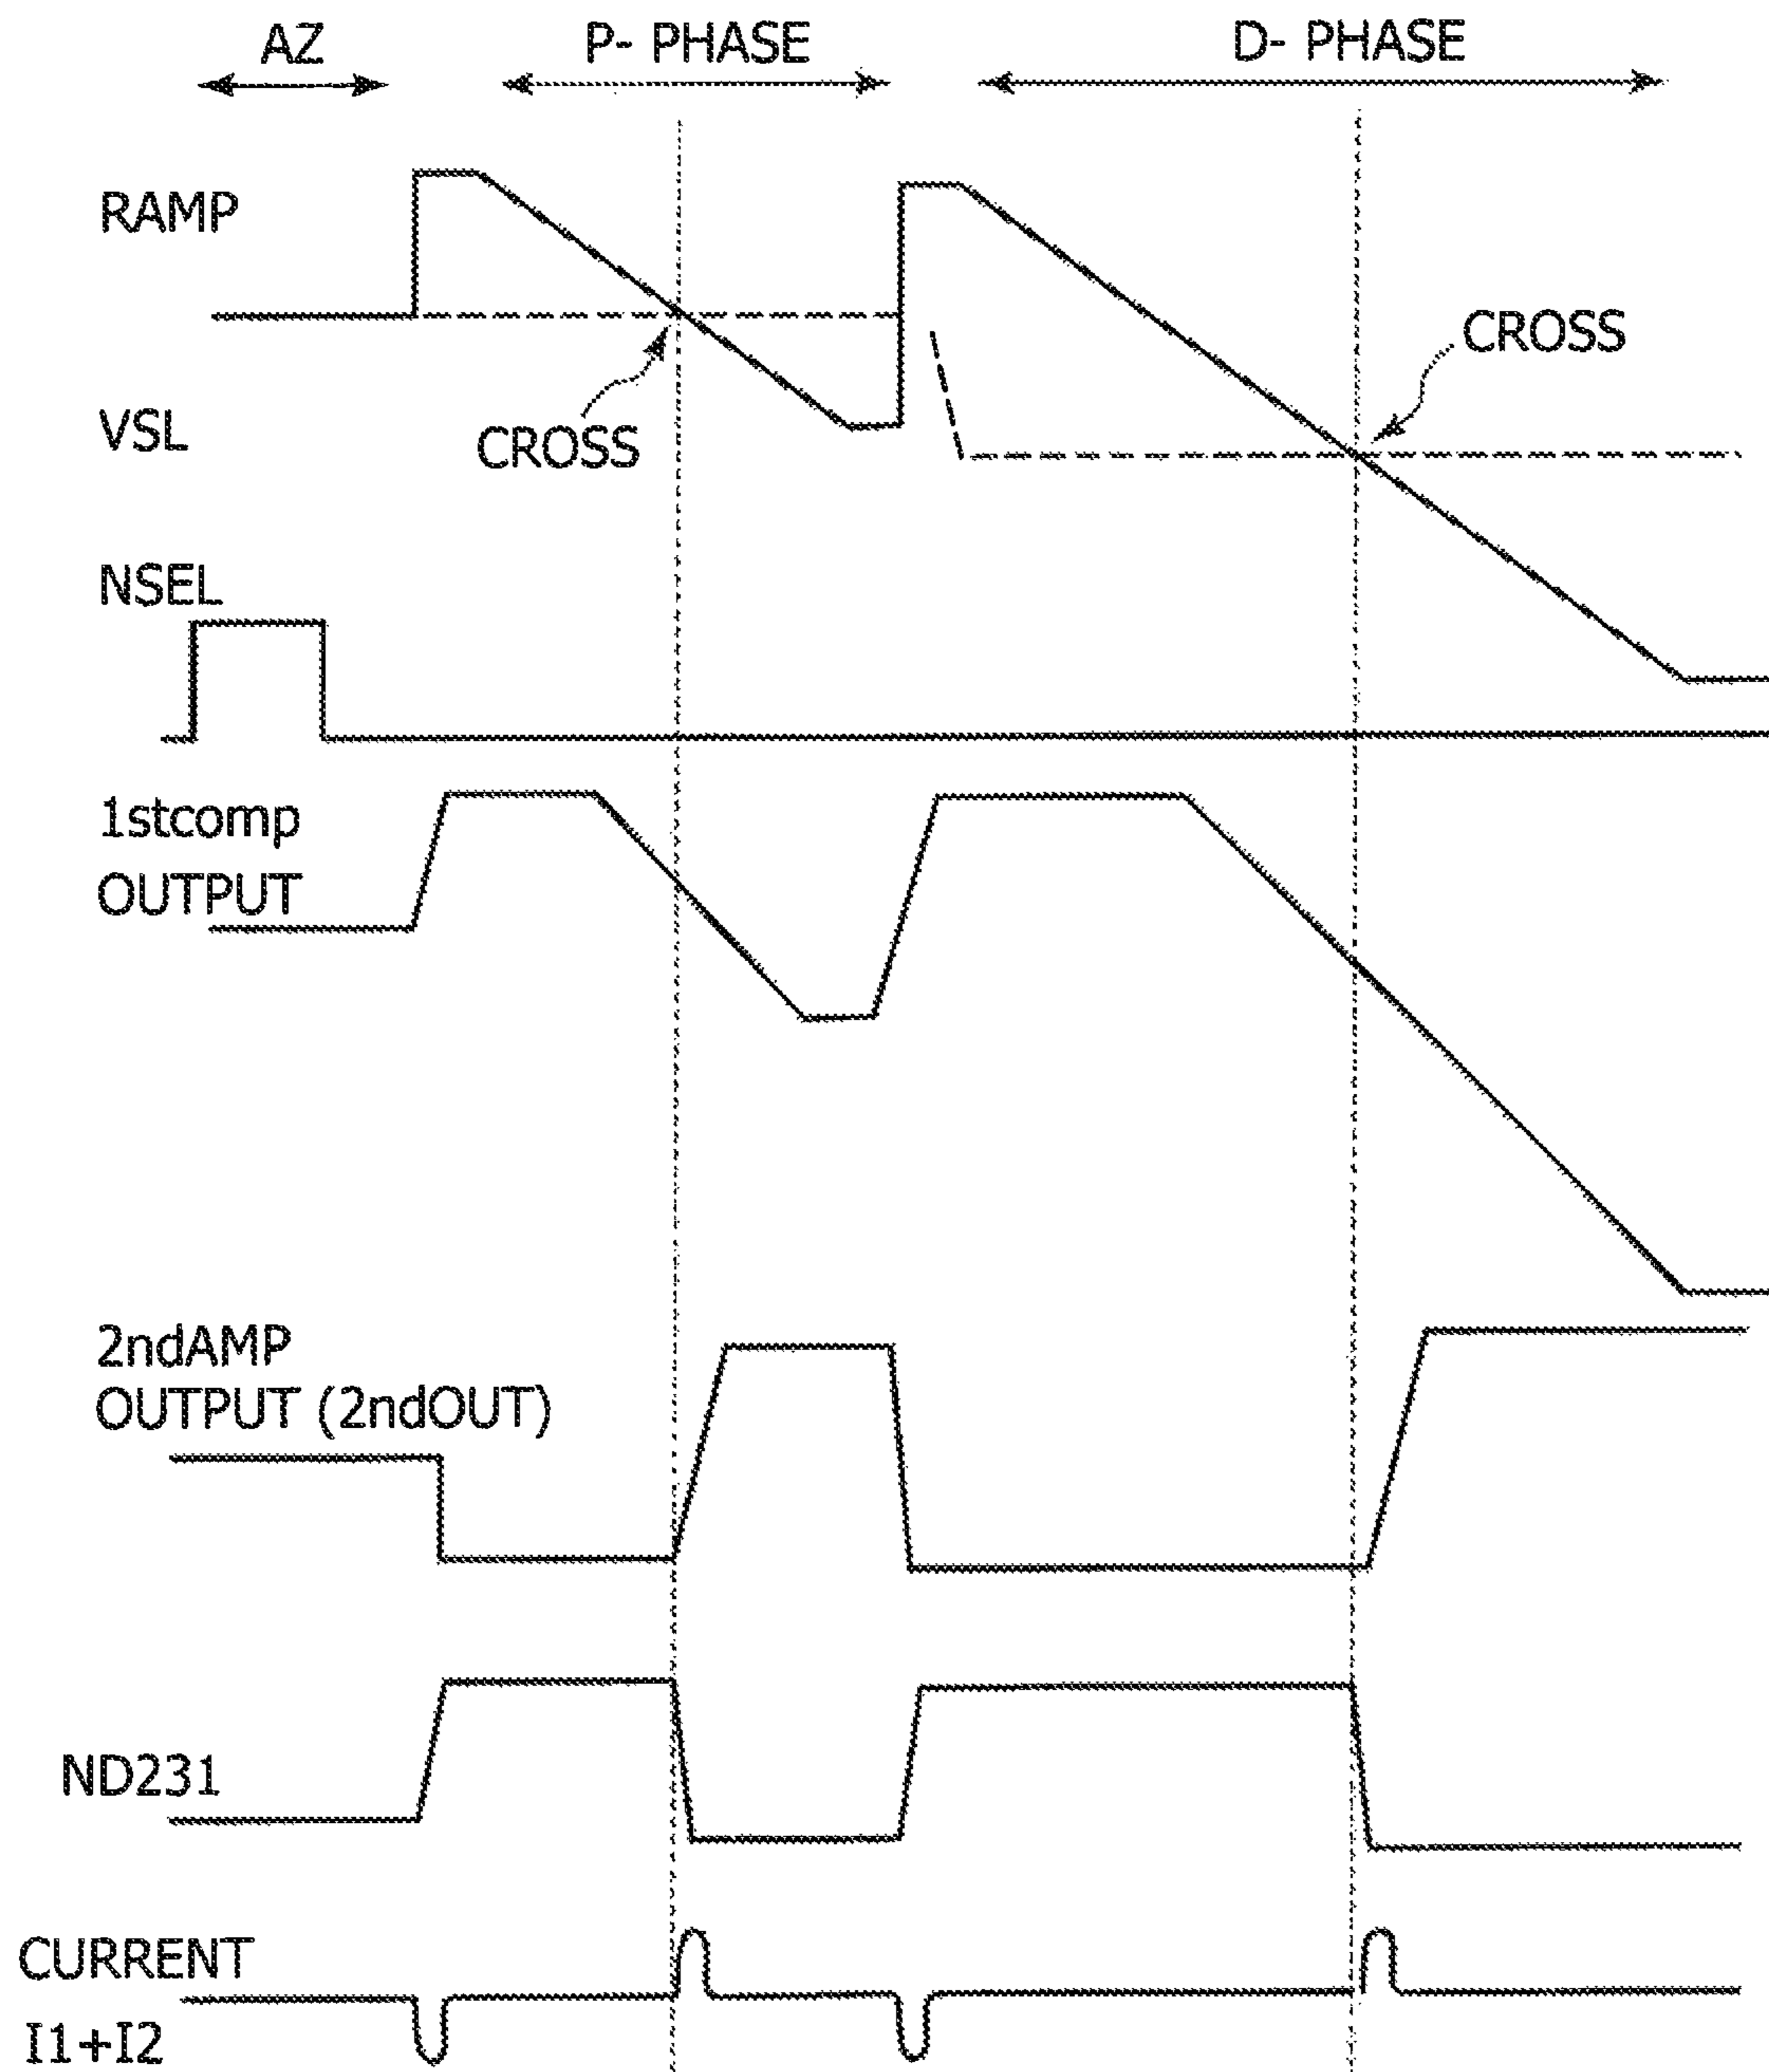 AZ
P- PHASE
D- PHASE
RAMP
CROSS
VSL
CROSS
NSEL
1stcomp
OUTPUT
2ndAMP
OUTPUT (2ndOUT)
ND231
CURRENT
I1+I2